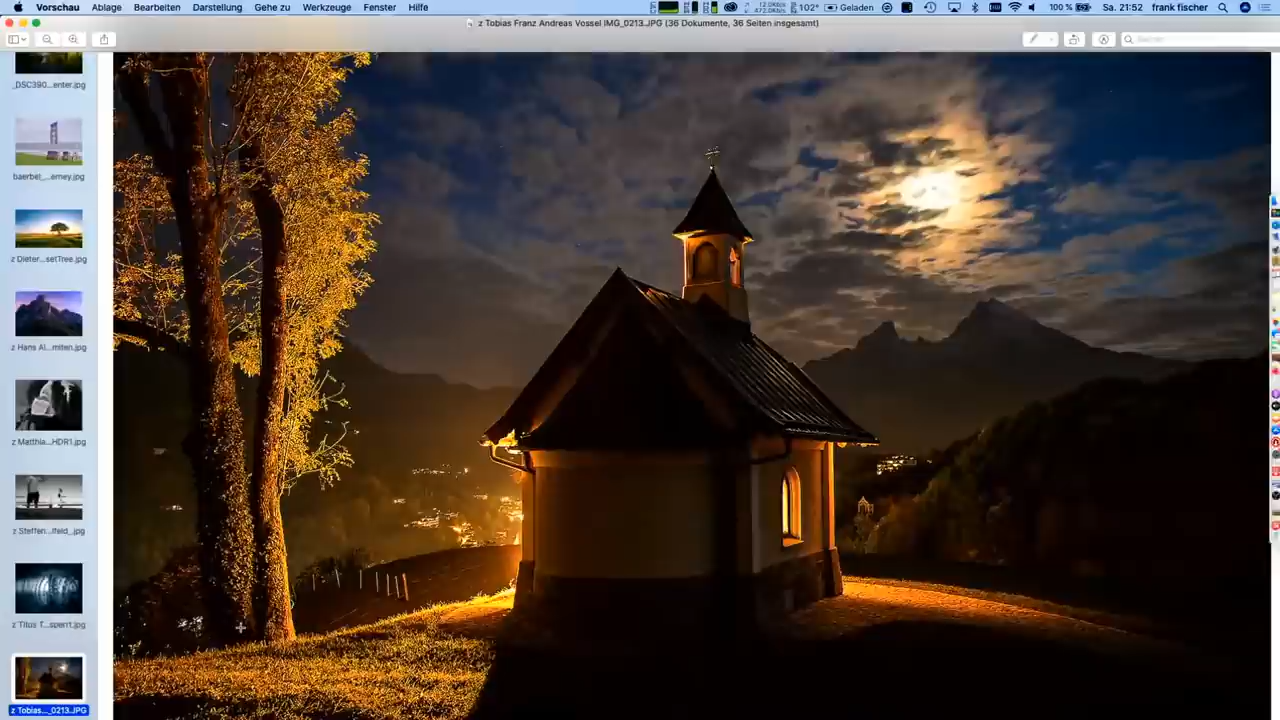 Vorschau Ablage Bearbeiten Darstellung Gehe zu Werkzeuge Fenster Hilfe 102° Geladen 100 % Sa. 21:52 frank fischer
z Tobias Franz Andreas Vossel IMG_0213.JPG (36 Dokumente, 36 Seiten insgesamt)
_DSC390...enter.jpg
baerbel_...erney.jpg
z Dieter...setTree.jpg
z Hans Al...miten.jpg
z Matthia...HDR1.jpg
z Steffen...lfeld_.jpg
z Titus T...sperrt.jpg
z Tobias..._0213.JPG